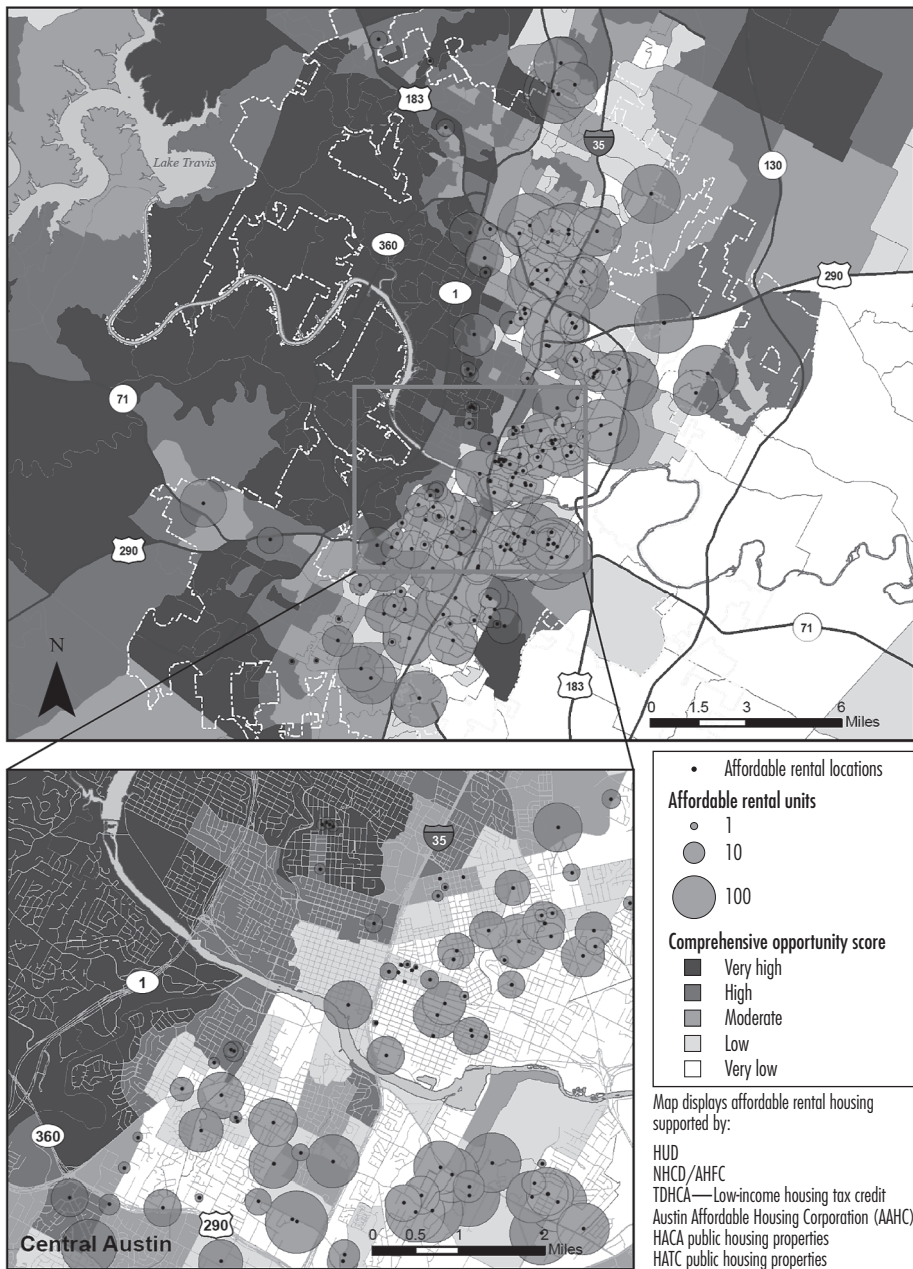 183
35
130
Lake Travis
360
290
1
71
290
N
71
183
0 1.5 3 6
Miles
35
1
360
290
Central Austin
0 0.5 1 2
Miles
Affordable rental locations
Affordable rental units
1
10
100
Comprehensive opportunity score
Very high
High
Moderate
Low
Very low
Map displays affordable rental housing
supported by:
HUD
NHCD/AHFC
TDHCA—Low-income housing tax credit
Austin Affordable Housing Corporation (AAHC)
HACA public housing properties
HATC public housing properties